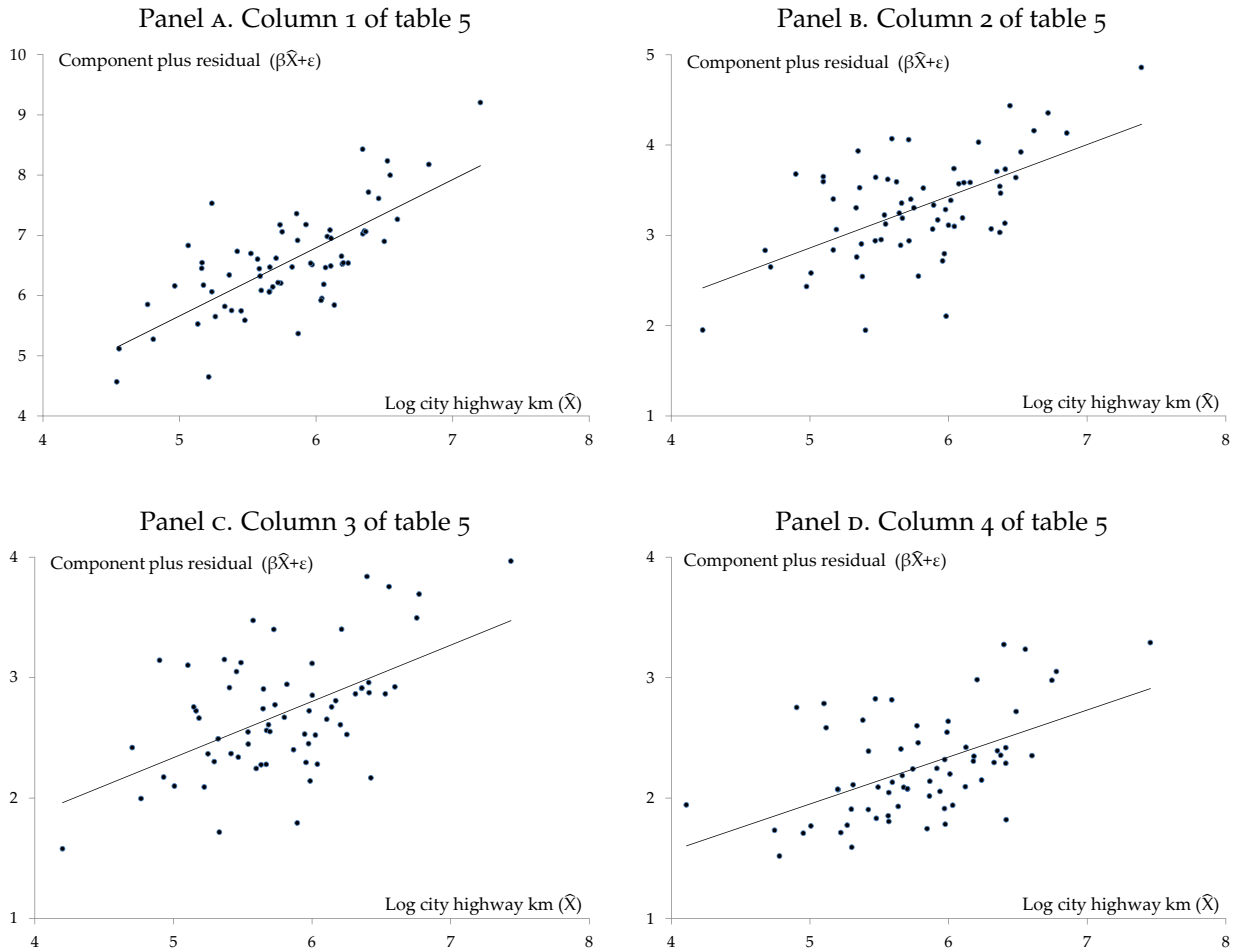 Panel A. Column 1 of table 5
Component plus residual (βX̂+ε)
10
9
8
7
6
5
4
Log city highway km (X̂)
4 5 6 7 8
Panel B. Column 2 of table 5
Component plus residual (βX̂+ε)
5
4
3
2
1
Log city highway km (X̂)
4 5 6 7 8
Panel C. Column 3 of table 5
Component plus residual (βX̂+ε)
4
3
2
1
Log city highway km (X̂)
4 5 6 7 8
Panel D. Column 4 of table 5
Component plus residual (βX̂+ε)
4
3
2
1
Log city highway km (X̂)
4 5 6 7 8